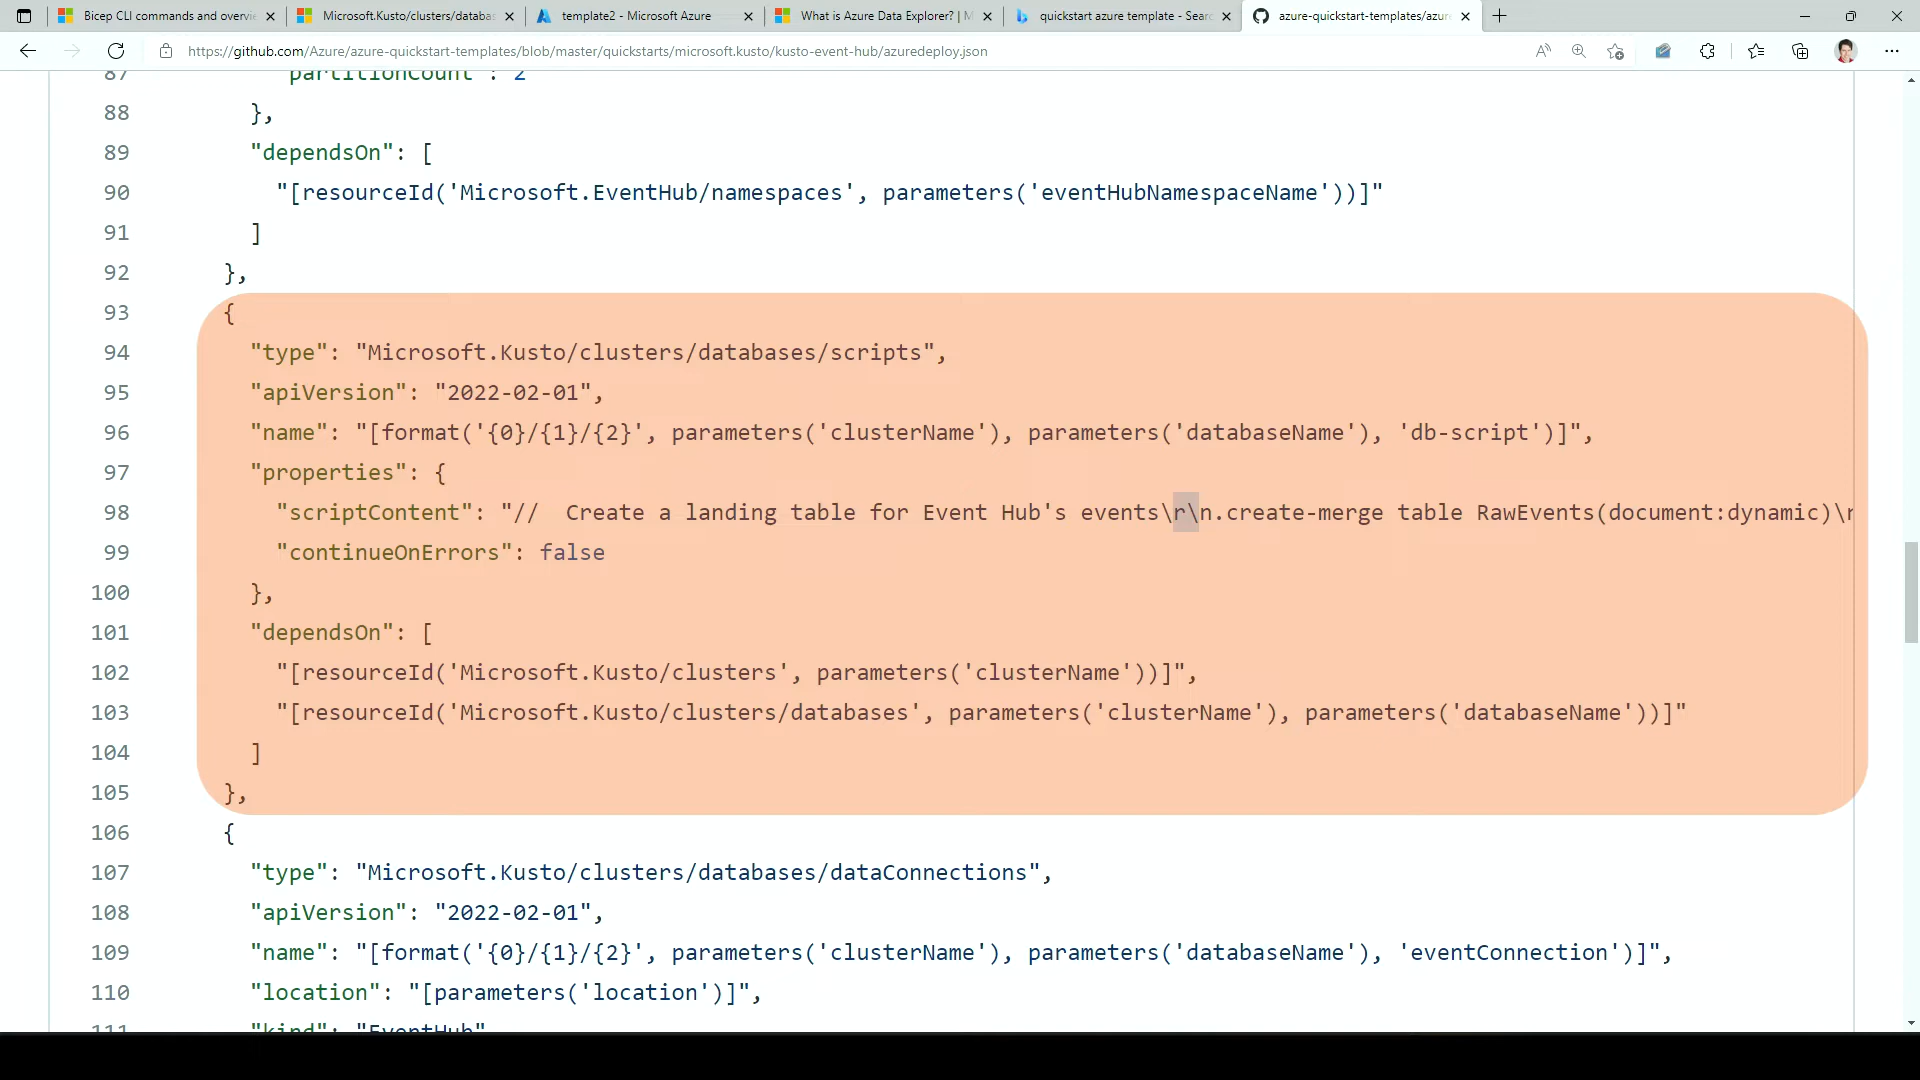 Bicep CLI commands and overvie
Microsoft.Kusto/clusters/databas
template2 - Microsoft Azure
What is Azure Data Explorer? | M
quickstart azure template - Searc
azure-quickstart-templates/azur
https://github.com/Azure/azure-quickstart-templates/blob/master/quickstarts/microsoft.kusto/kusto-event-hub/azuredeploy.json
87 "partitionCount": 2
88 },
89 "dependsOn": [
90 "[resourceId('Microsoft.EventHub/namespaces', parameters('eventHubNamespaceName'))]"
91 ]
92 },
93 {
94 "type": "Microsoft.Kusto/clusters/databases/scripts",
95 "apiVersion": "2022-02-01",
96 "name": "[format('{0}/{1}/{2}', parameters('clusterName'), parameters('databaseName'), 'db-script')]",
97 "properties": {
98 "scriptContent": "//  Create a landing table for Event Hub's events\r\n.create-merge table RawEvents(document:dynamic)\r
99 "continueOnErrors": false
100 },
101 "dependsOn": [
102 "[resourceId('Microsoft.Kusto/clusters', parameters('clusterName'))]",
103 "[resourceId('Microsoft.Kusto/clusters/databases', parameters('clusterName'), parameters('databaseName'))]"
104 ]
105 },
106 {
107 "type": "Microsoft.Kusto/clusters/databases/dataConnections",
108 "apiVersion": "2022-02-01",
109 "name": "[format('{0}/{1}/{2}', parameters('clusterName'), parameters('databaseName'), 'eventConnection')]",
110 "location": "[parameters('location')]",
111 "kind": "EventHub"